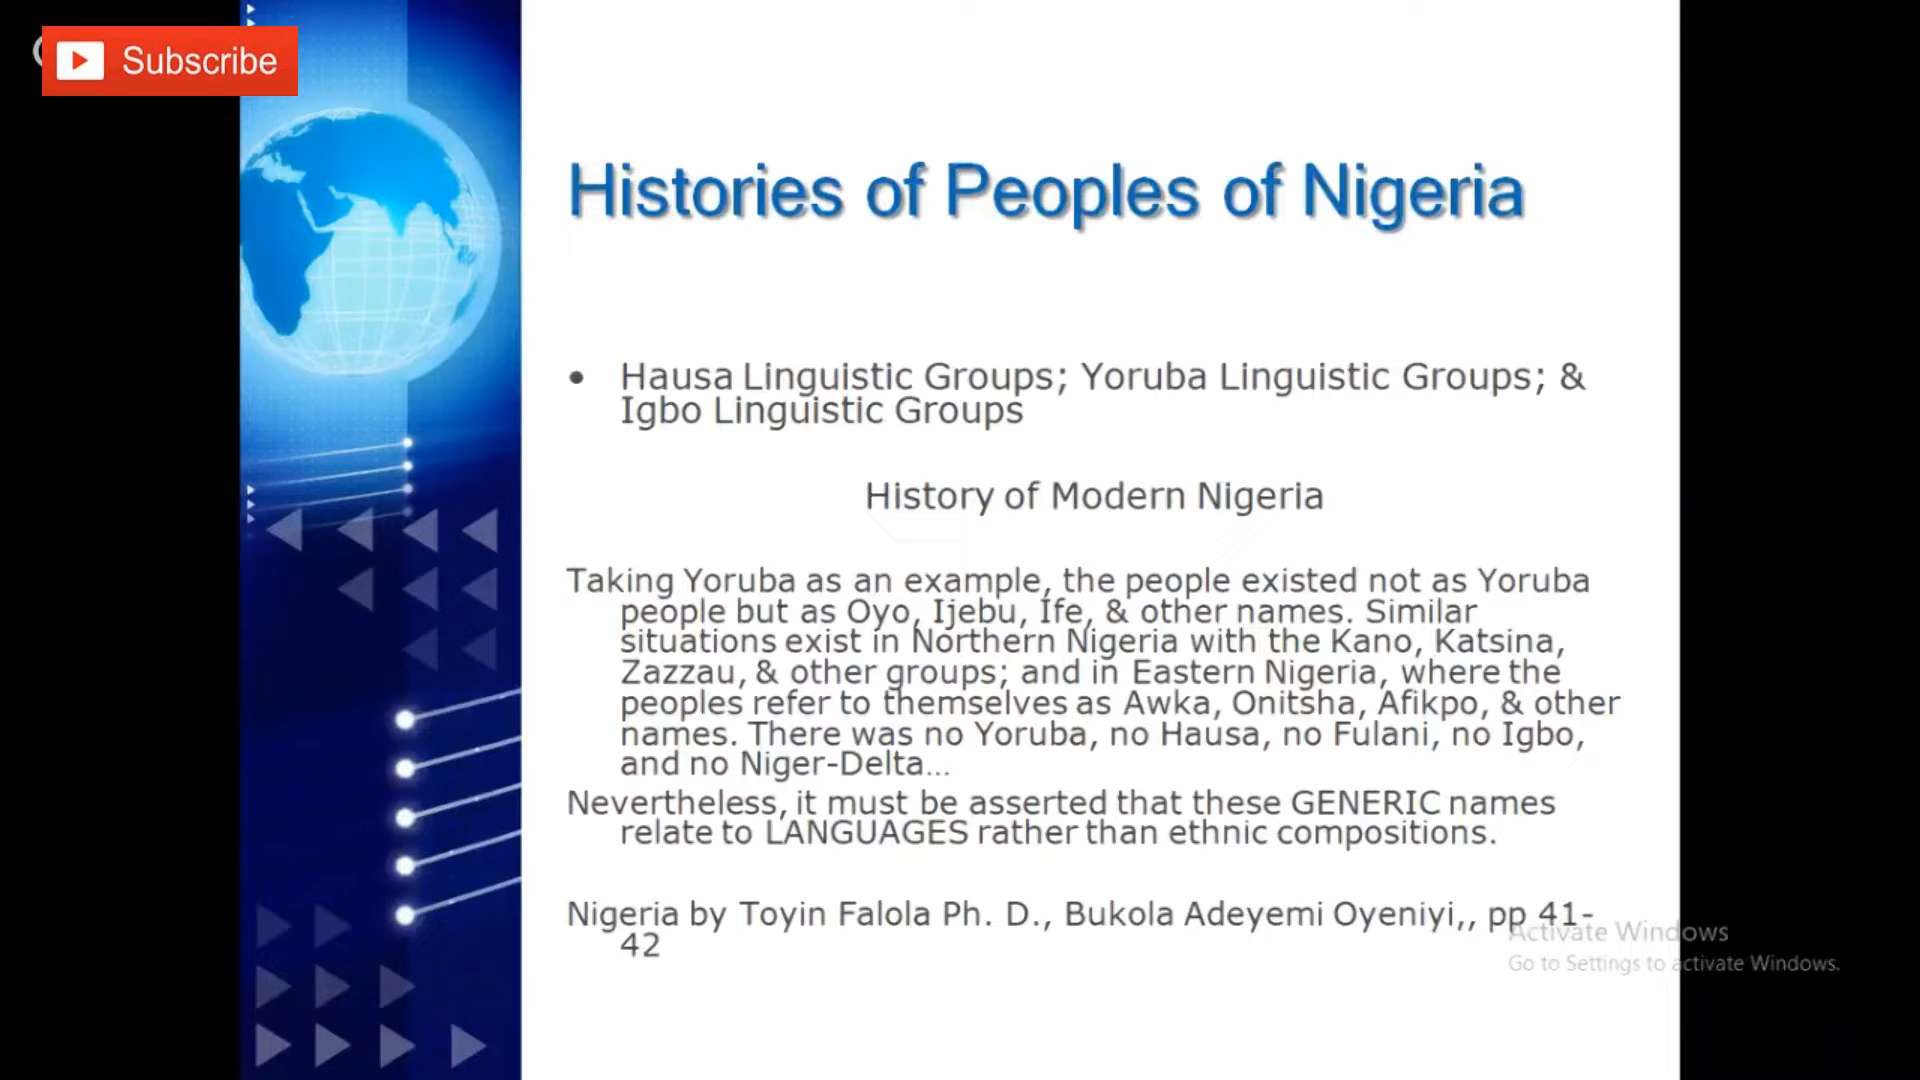 Subscribe
Histories of Peoples of Nigeria
• Hausa Linguistic Groups; Yoruba Linguistic Groups; &
Igbo Linguistic Groups
History of Modern Nigeria
Taking Yoruba as an example, the people existed not as Yoruba
people but as Oyo, Ijebu, Ife, & other names. Similar
situations exist in Northern Nigeria with the Kano, Katsina,
Zazzau, & other groups; and in Eastern Nigeria, where the
peoples refer to themselves as Awka, Onitsha, Afikpo, & other
names. There was no Yoruba, no Hausa, no Fulani, no Igbo,
and no Niger-Delta...
Nevertheless, it must be asserted that these GENERIC names
relate to LANGUAGES rather than ethnic compositions.
Nigeria by Toyin Falola Ph. D., Bukola Adeyemi Oyeniyi,, pp 41-
42
Activate Windows
Go to Settings to activate Windows.